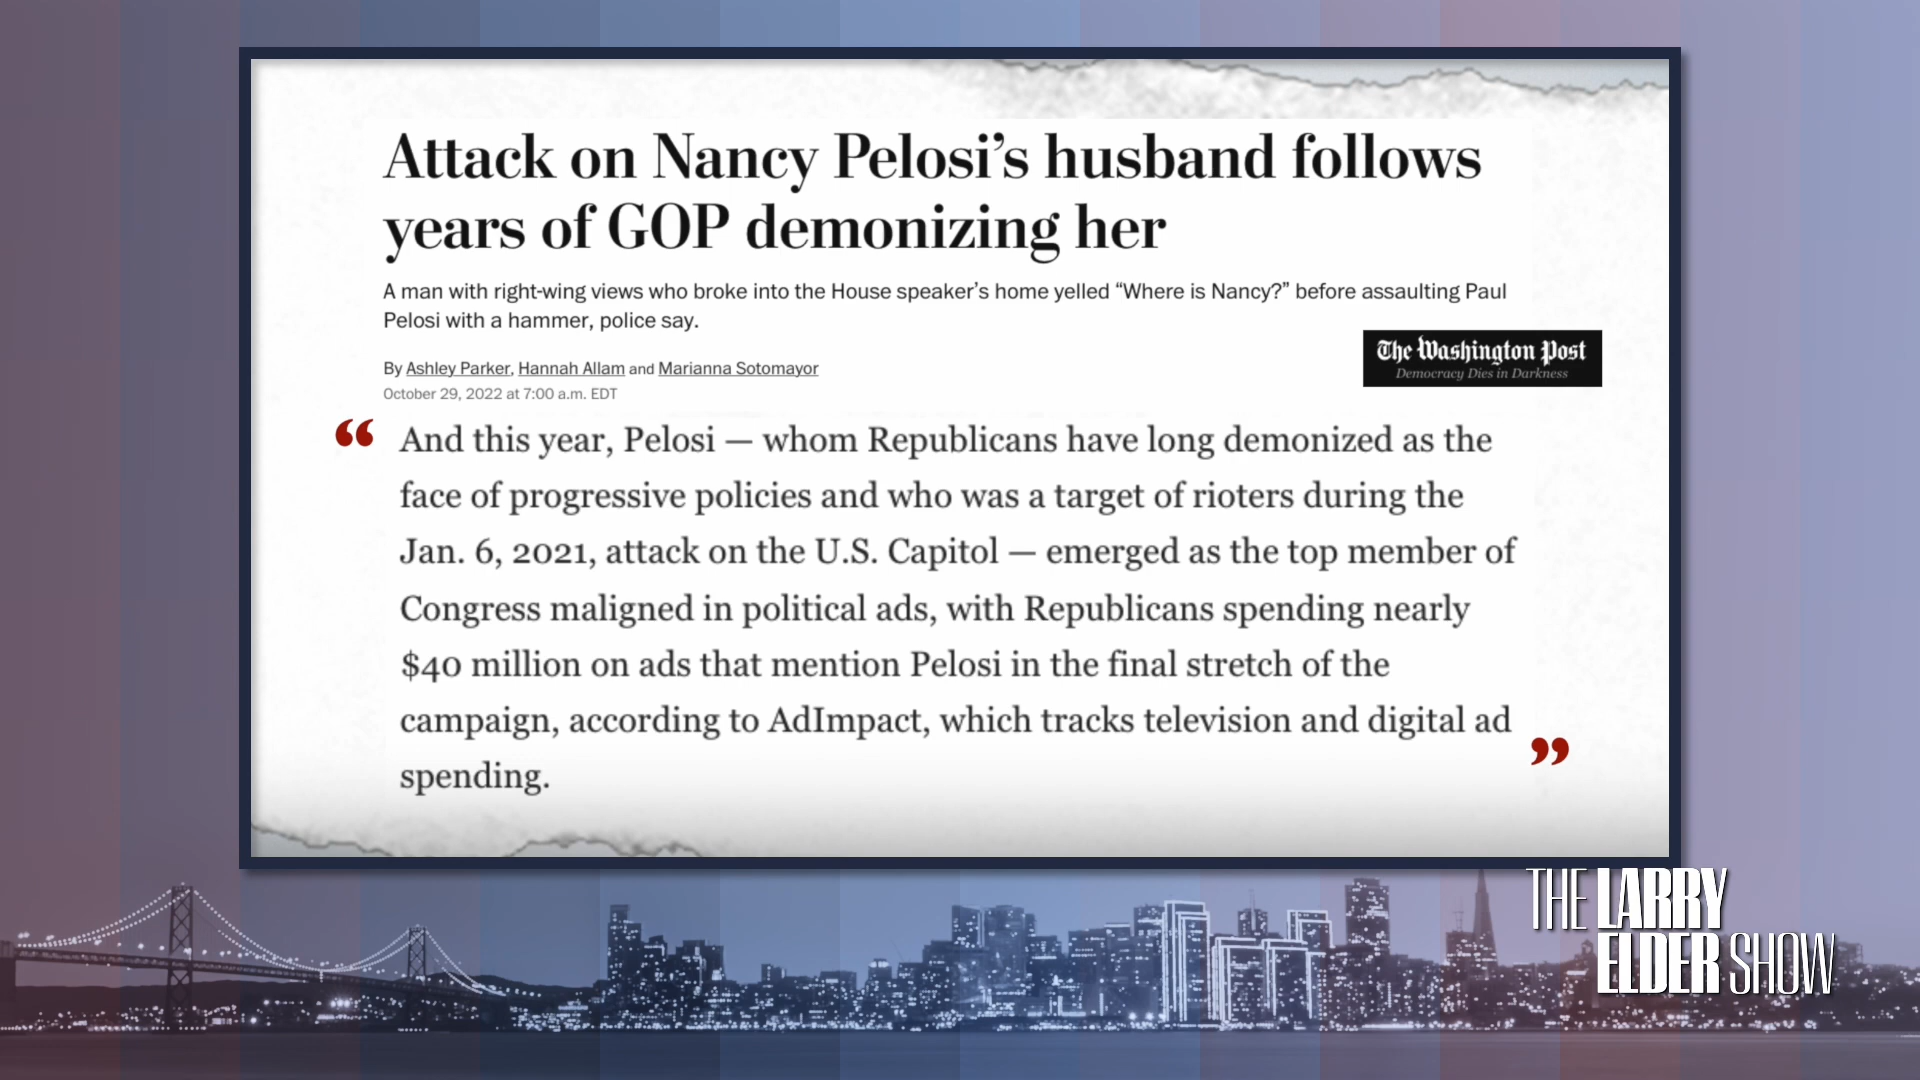 Attack on Nancy Pelosi’s husband follows
years of GOP demonizing her
A man with right-wing views who broke into the House speaker’s home yelled “Where is Nancy?” before assaulting Paul
Pelosi with a hammer, police say.
By Ashley Parker, Hannah Allam and Marianna Sotomayor
October 29, 2022 at 7:00 a.m. EDT
The Washington Post
Democracy Dies in Darkness
“ And this year, Pelosi — whom Republicans have long demonized as the
face of progressive policies and who was a target of rioters during the
Jan. 6, 2021, attack on the U.S. Capitol — emerged as the top member of
Congress maligned in political ads, with Republicans spending nearly
$40 million on ads that mention Pelosi in the final stretch of the
campaign, according to AdImpact, which tracks television and digital ad
spending. ”
THE LARRY
ELDER SHOW